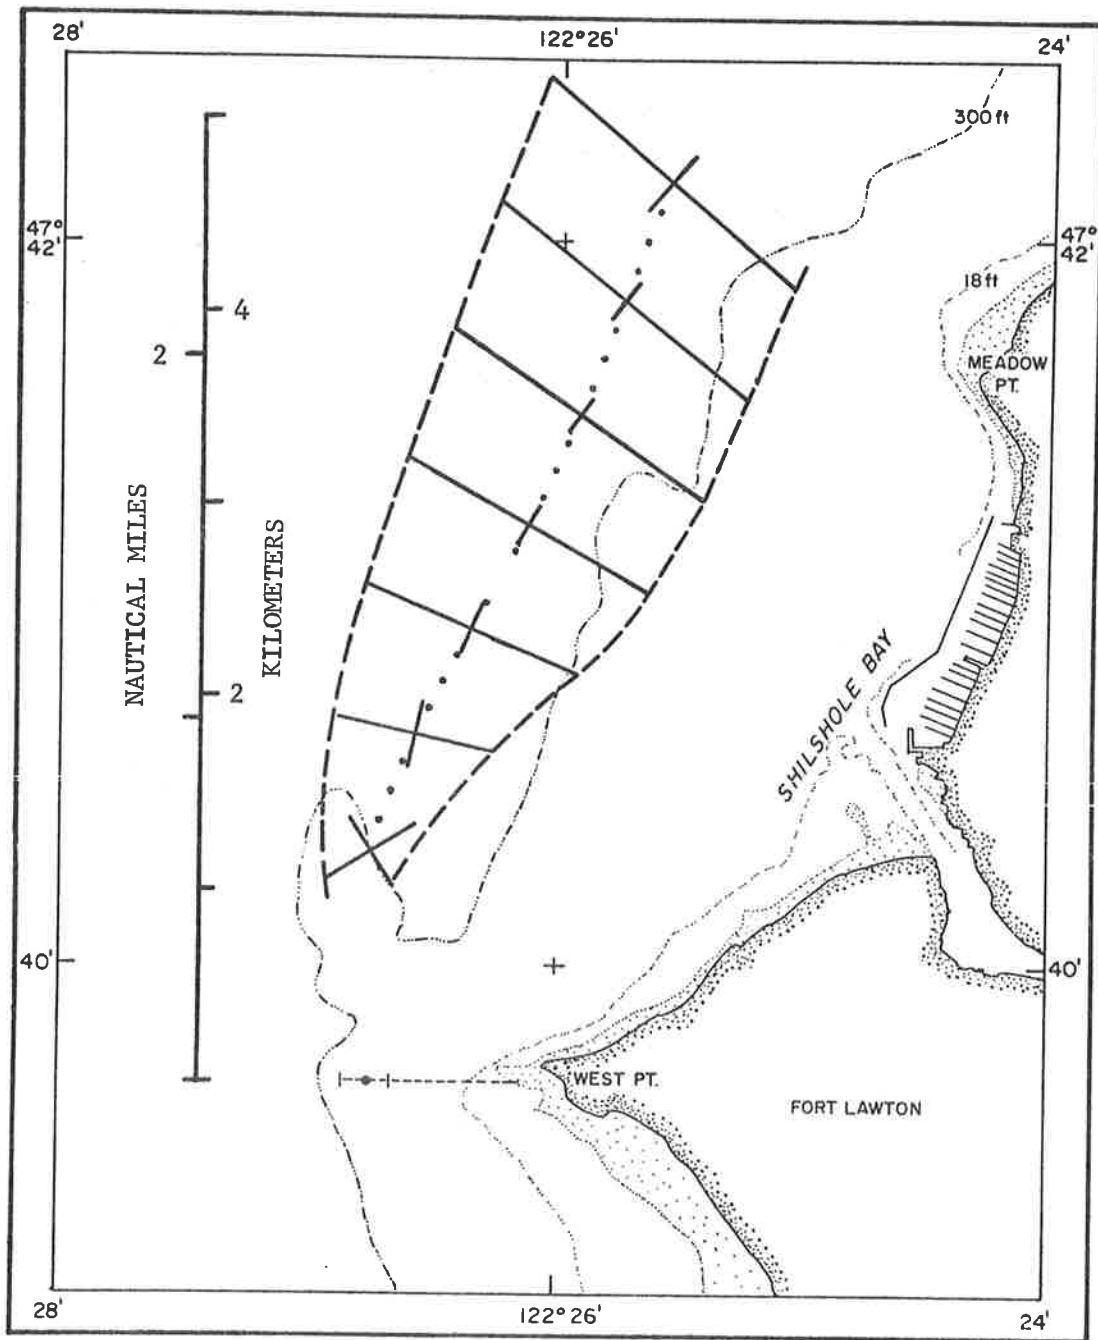 28'
122° 26'
24'
300 ft
47°
42'
47°
42'
18 ft
4
2
MEADOW
PT.
NAUTICAL MILES
KILOMETERS
2
SHILSHOLE BAY
40'
40'
WEST PT.
FORT LAWTON
28'
122° 26'
24'